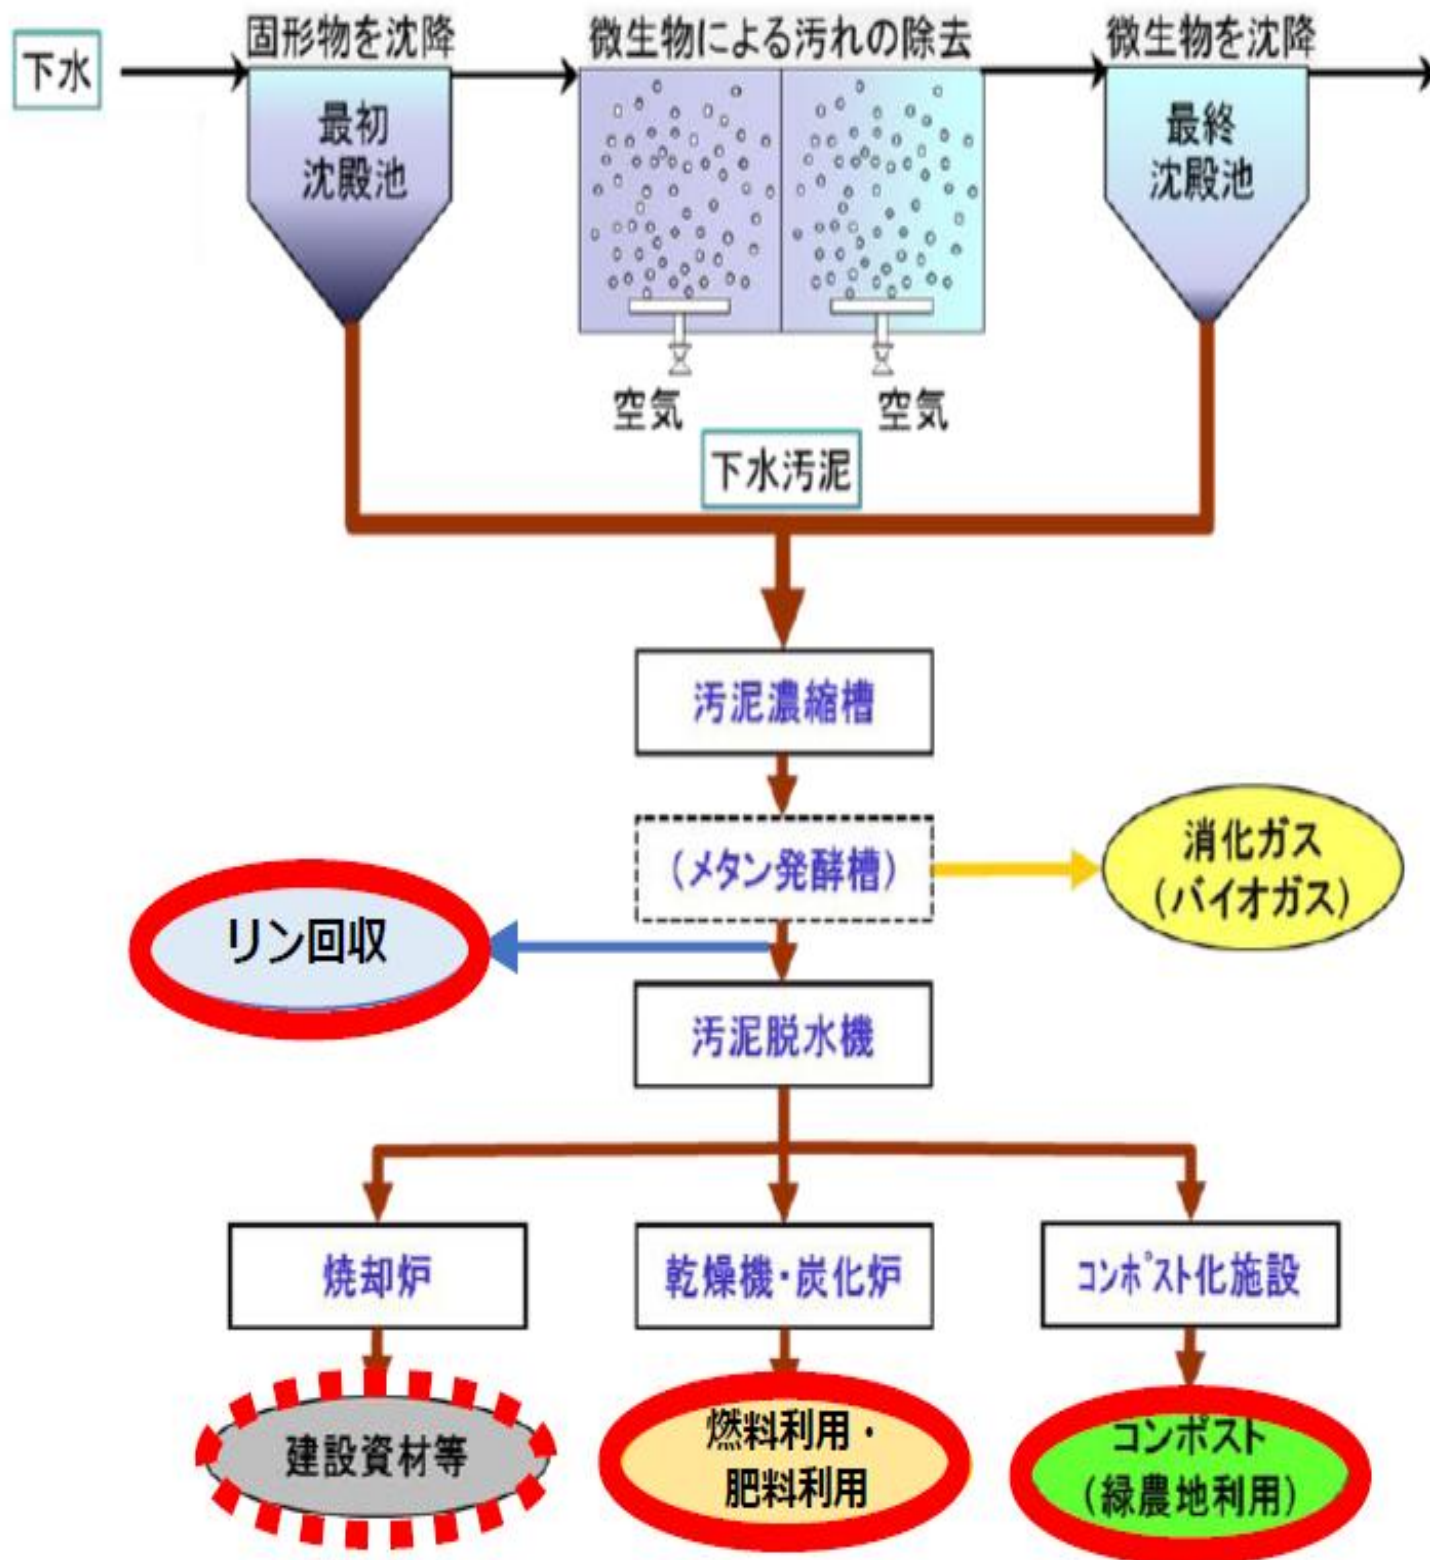 固形物を沈降
微生物による汚れの除去
微生物を沈降
下水
最初
沈殿池
最終
沈殿池
空気
空気
下水汚泥
汚泥濃縮槽
(メタン発酵槽)
消化ガス
(バイオガス)
リン回収
汚泥脱水機
焼却炉
乾燥機・炭化炉
コンポスト化施設
建設資材等
燃料利用・
肥料利用
コンポスト
(緑農地利用)